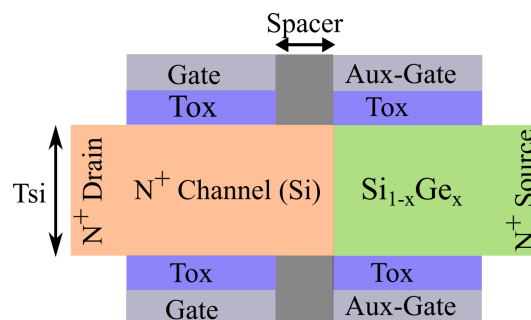 Spacer
Gate
Aux-Gate
Tox
Tox
Tsi
N+ Drain
N+ Channel (Si)
Si1-xGex
N+ Source
Tox
Tox
Gate
Aux-Gate